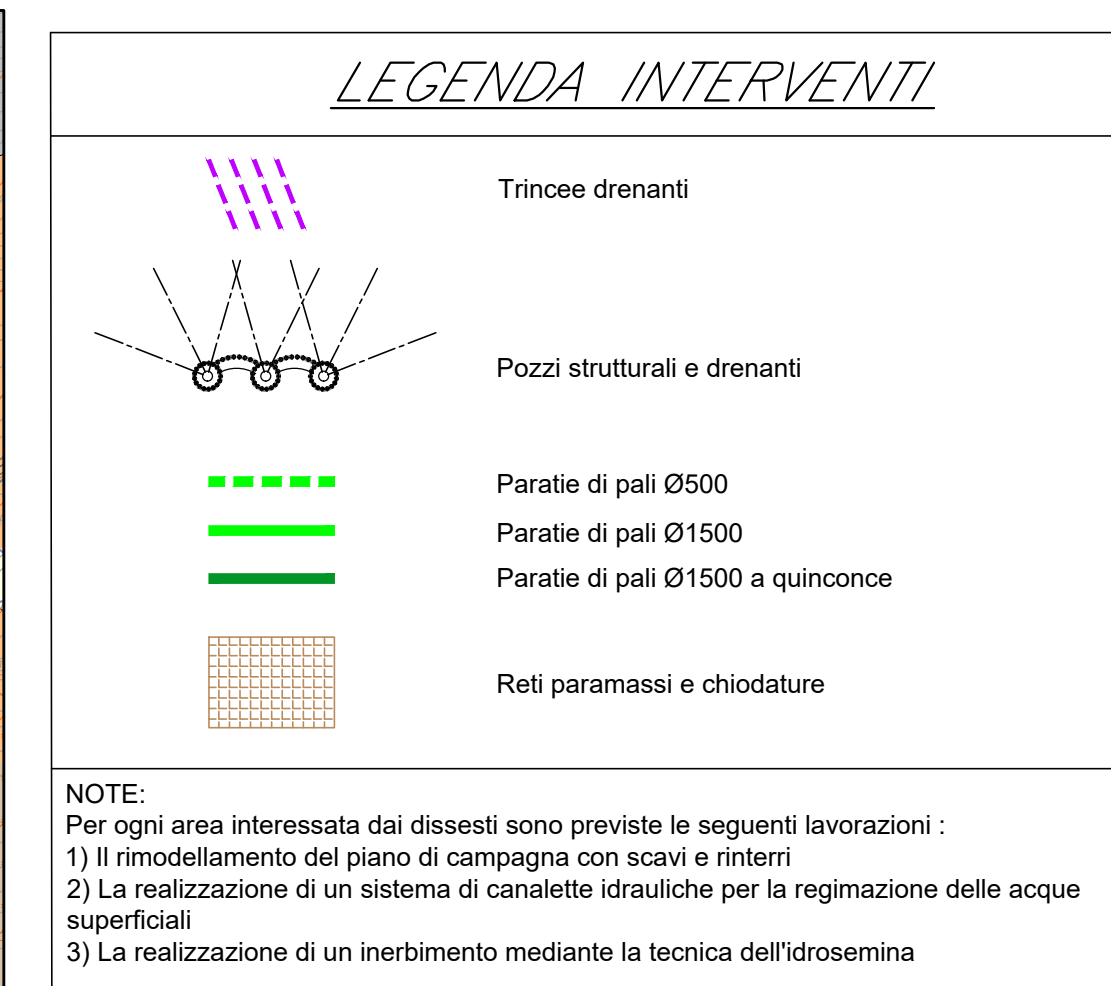 LEGENDA INTERVENTI
Trincee drenanti
Pozzi strutturali e drenanti
Paratie di pali Ø500
Paratie di pali Ø1500
Paratie di pali Ø1500 a quinconce
Reti paramassi e chiodature
NOTE:
Per ogni area interessata dai dissesti sono previste le seguenti lavorazioni :
1) Il rimodellamento del piano di campagna con scavi e rinterri
2) La realizzazione di un sistema di canalette idrauliche per la regimazione delle acque
superficiali
3) La realizzazione di un inerbimento mediante la tecnica dell'idrosemina